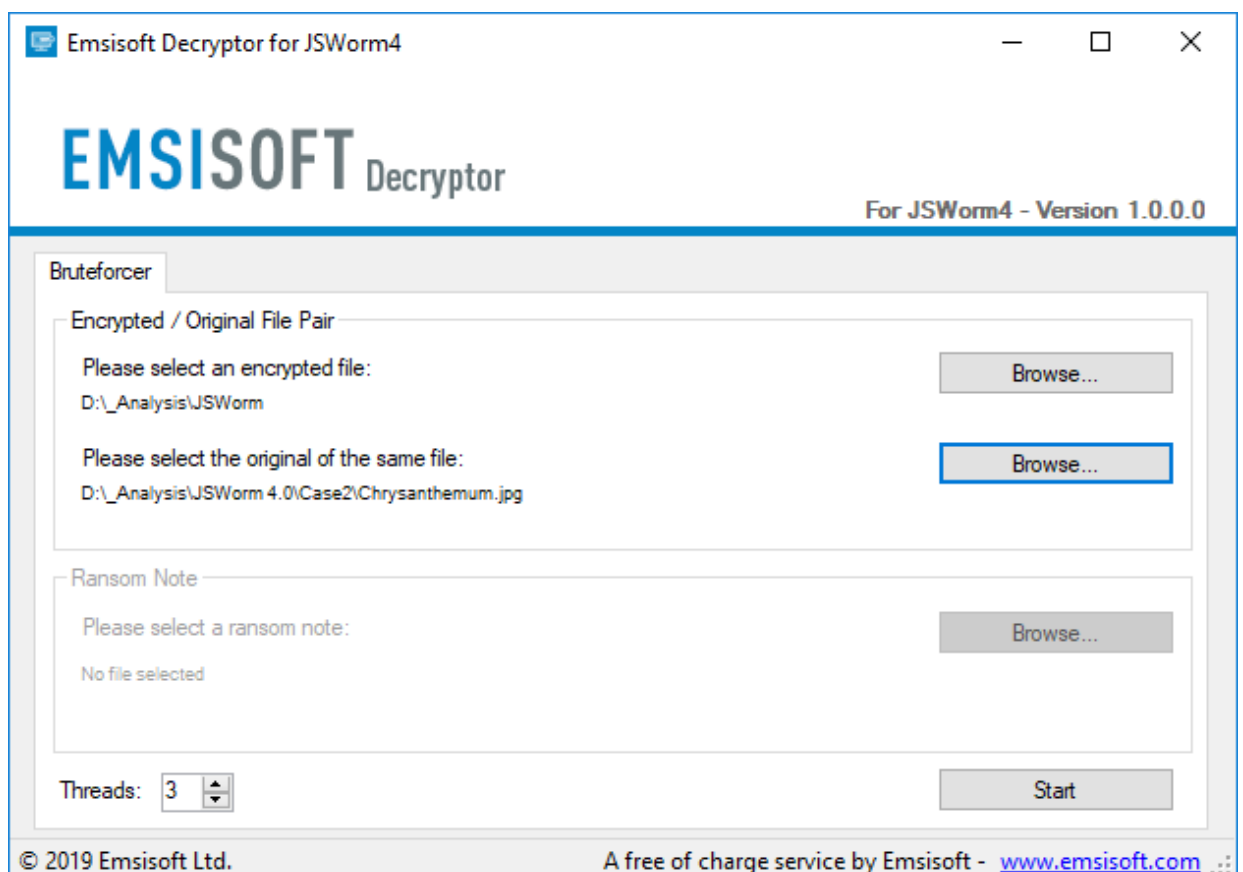 Emsisoft Decryptor for JSWorm4
EMSISOFT Decryptor
For JSWorm4 - Version 1.0.0.0
Bruteforcer
Encrypted / Original File Pair
Please select an encrypted file:
Browse...
D:\_Analysis\JSWorm
Please select the original of the same file:
Browse...
D:\_Analysis\JSWorm 4.0\Case2\Chrysanthemum.jpg
Ransom Note
Please select a ransom note:
Browse...
No file selected
Threads: 3
Start
© 2019 Emsisoft Ltd.
A free of charge service by Emsisoft - www.emsisoft.com